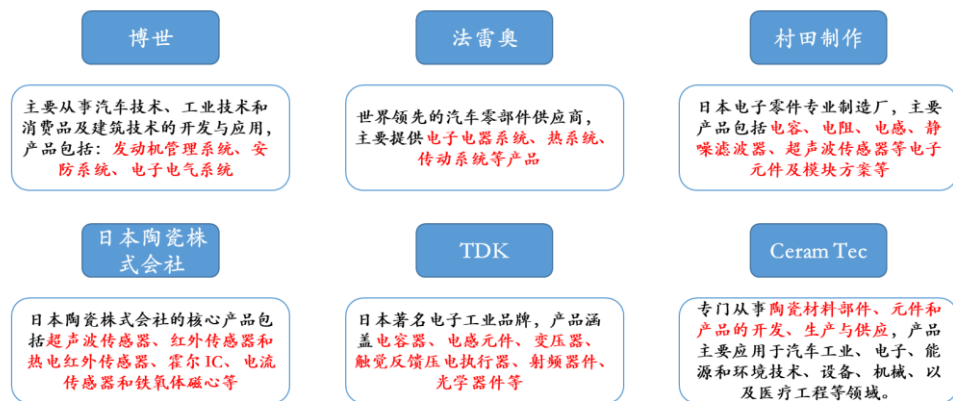 博世
主要从事汽车技术、工业技术和
消费品及建筑技术的开发与应用，
产品包括：发动机管理系统、安
防系统、电子电气系统
法雷奥
世界领先的汽车零部件供应商，
主要提供电子电器系统、热系统、
传动系统等产品
村田制作
日本电子零件专业制造厂，主要
产品包括电容、电阻、电感、静
噪滤波器、超声波传感器等电子
元件及模块方案等
日本陶瓷株
式会社
日本陶瓷株式会社的核心产品包
括超声波传感器、红外传感器和
热电红外传感器、霍尔 IC、电流
传感器和铁氧体磁心等
TDK
日本著名电子工业品牌，产品涵
盖电容器、电感元件、变压器、
触觉反馈压电执行器、射频器件、
光学器件等
Ceram Tec
专门从事陶瓷材料部件、元件和
产品的开发、生产与供应，产品
主要应用于汽车工业、电子、能
源和环境技术、设备、机械、以
及医疗工程等领域。